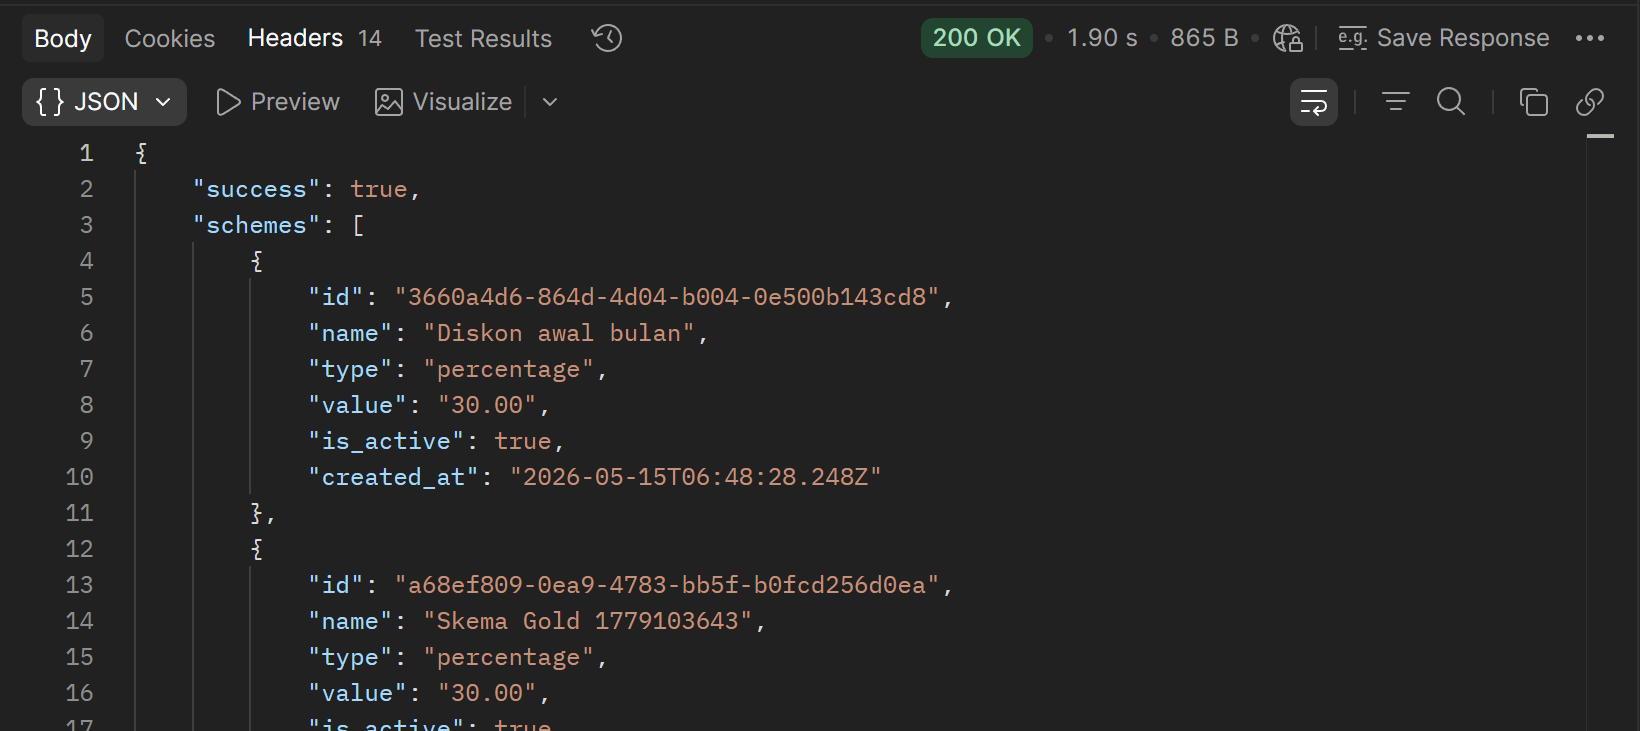 Body Cookies Headers 14 Test Results 200 OK • 1.90 s • 865 B • e.g. Save Response
{} JSON Preview Visualize
1 {
2 "success": true,
3 "schemes": [
4 {
5 "id": "3660a4d6-864d-4d04-b004-0e500b143cd8",
6 "name": "Diskon awal bulan",
7 "type": "percentage",
8 "value": "30.00",
9 "is_active": true,
10 "created_at": "2026-05-15T06:48:28.248Z"
11 },
12 {
13 "id": "a68ef809-0ea9-4783-bb5f-b0fcd256d0ea",
14 "name": "Skema Gold 1779103643",
15 "type": "percentage",
16 "value": "30.00",
17 "is_active": true